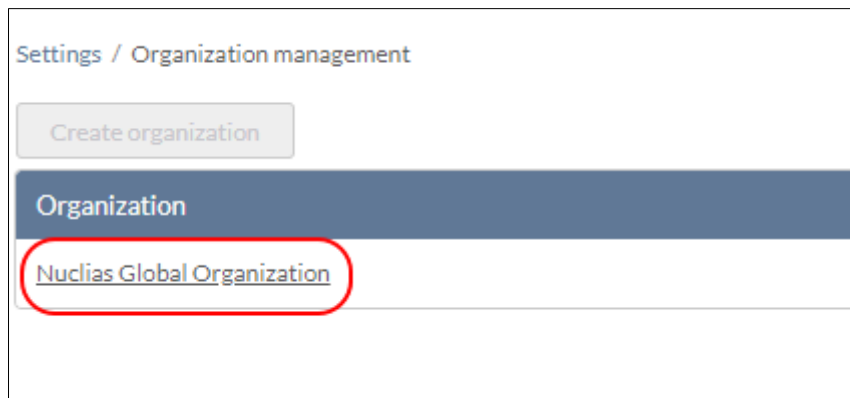 Settings / Organization management
Create organization
Organization
Nuclias Global Organization